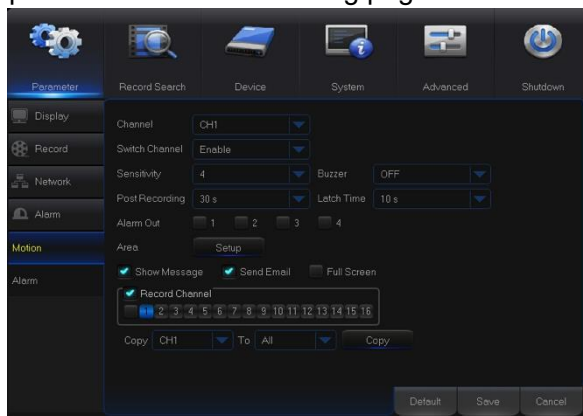 Parameter Record Search Device System Advanced Shutdown
Display
Record
Network
Alarm
Motion
Alarm
Channel CH1
Switch Channel Enable
Sensitivity 4 Buzzer OFF
Post Recording 30 s Latch Time 10 s
Alarm Out 1 2 3 4
Area Setup
Show Message Send Email Full Screen
Record Channel
1 2 3 4 5 6 7 8 9 10 11 12 13 14 15 16
Copy CH1 To All Copy
Default Save Cancel